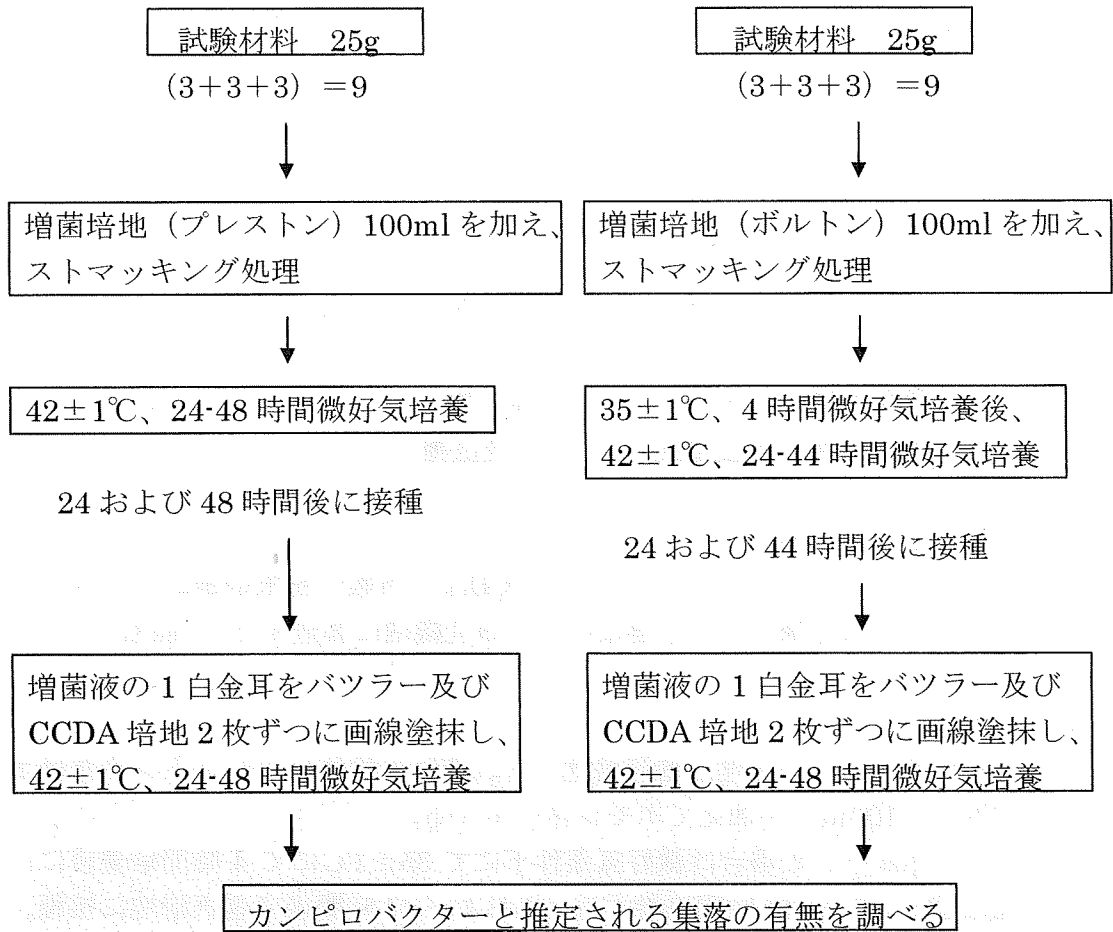 試験材料 25g
(3+3+3) =9
増菌培地(プレストン)100ml を加え、
ストマッキング処理
42±1℃、24-48 時間微好気培養
24 および 48 時間後に接種
増菌液の 1 白金耳をバツラー及び
CCDA 培地 2 枚ずつに画線塗抹し、
42±1℃、24-48 時間微好気培養
試験材料 25g
(3+3+3) =9
増菌培地(ボルトン)100ml を加え、
ストマッキング処理
35±1℃、4 時間微好気培養後、
42±1℃、24-44 時間微好気培養
24 および 44 時間後に接種
増菌液の 1 白金耳をバツラー及び
CCDA 培地 2 枚ずつに画線塗抹し、
42±1℃、24-48 時間微好気培養
カンピロバクターと推定される集落の有無を調べる